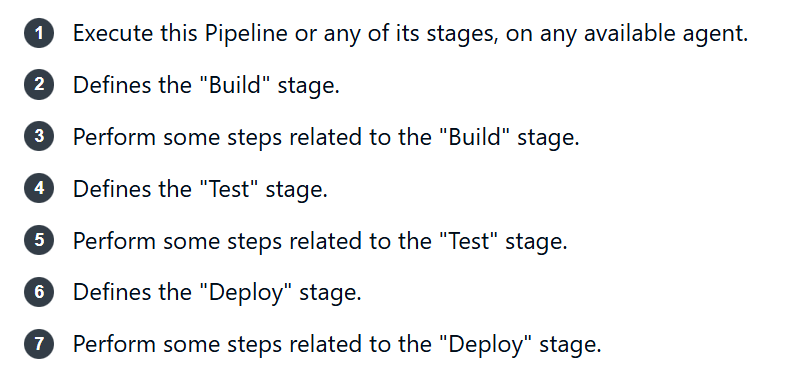 1 Execute this Pipeline or any of its stages, on any available agent.
2 Defines the "Build" stage.
3 Perform some steps related to the "Build" stage.
4 Defines the "Test" stage.
5 Perform some steps related to the "Test" stage.
6 Defines the "Deploy" stage.
7 Perform some steps related to the "Deploy" stage.